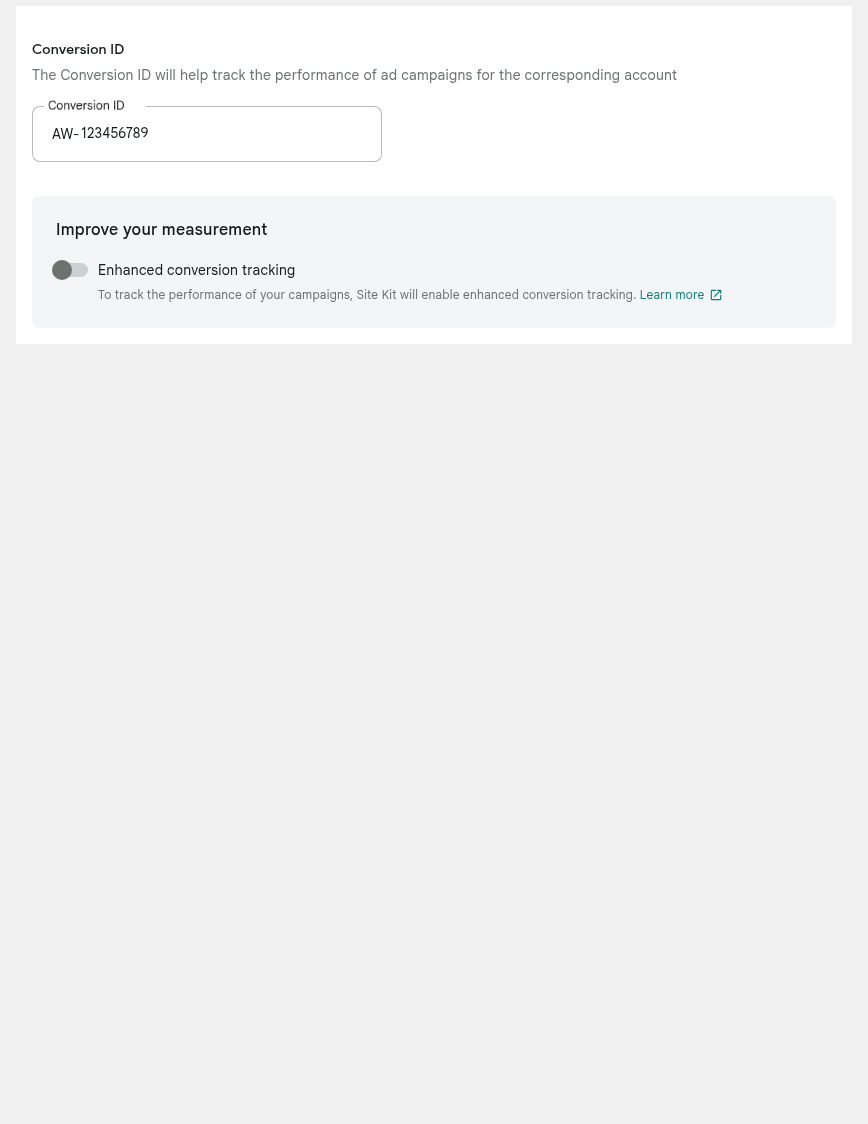 Conversion ID
The Conversion ID will help track the performance of ad campaigns for the corresponding account
Conversion ID
AW-123456789
Improve your measurement
Enhanced conversion tracking
To track the performance of your campaigns, Site Kit will enable enhanced conversion tracking. Learn more